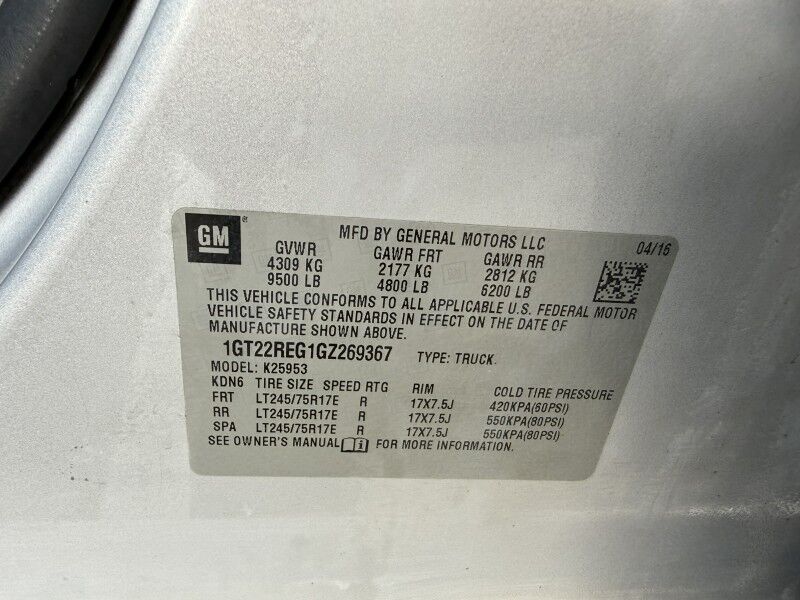 GM ®
MFD BY GENERAL MOTORS LLC 04/16
GVWR GAWR FRT GAWR RR
4309 KG 2177 KG 2812 KG
9500 LB 4800 LB 6200 LB
THIS VEHICLE CONFORMS TO ALL APPLICABLE U.S. FEDERAL MOTOR
VEHICLE SAFETY STANDARDS IN EFFECT ON THE DATE OF
MANUFACTURE SHOWN ABOVE.
1GT22REG1GZ269367 TYPE: TRUCK.
MODEL: K25953
KDN6 TIRE SIZE SPEED RTG RIM COLD TIRE PRESSURE
FRT LT245/75R17E R 17X7.5J 420KPA(60PSI)
RR LT245/75R17E R 17X7.5J 550KPA(80PSI)
SPA LT245/75R17E R 17X7.5J 550KPA(80PSI)
SEE OWNER'S MANUAL i FOR MORE INFORMATION.